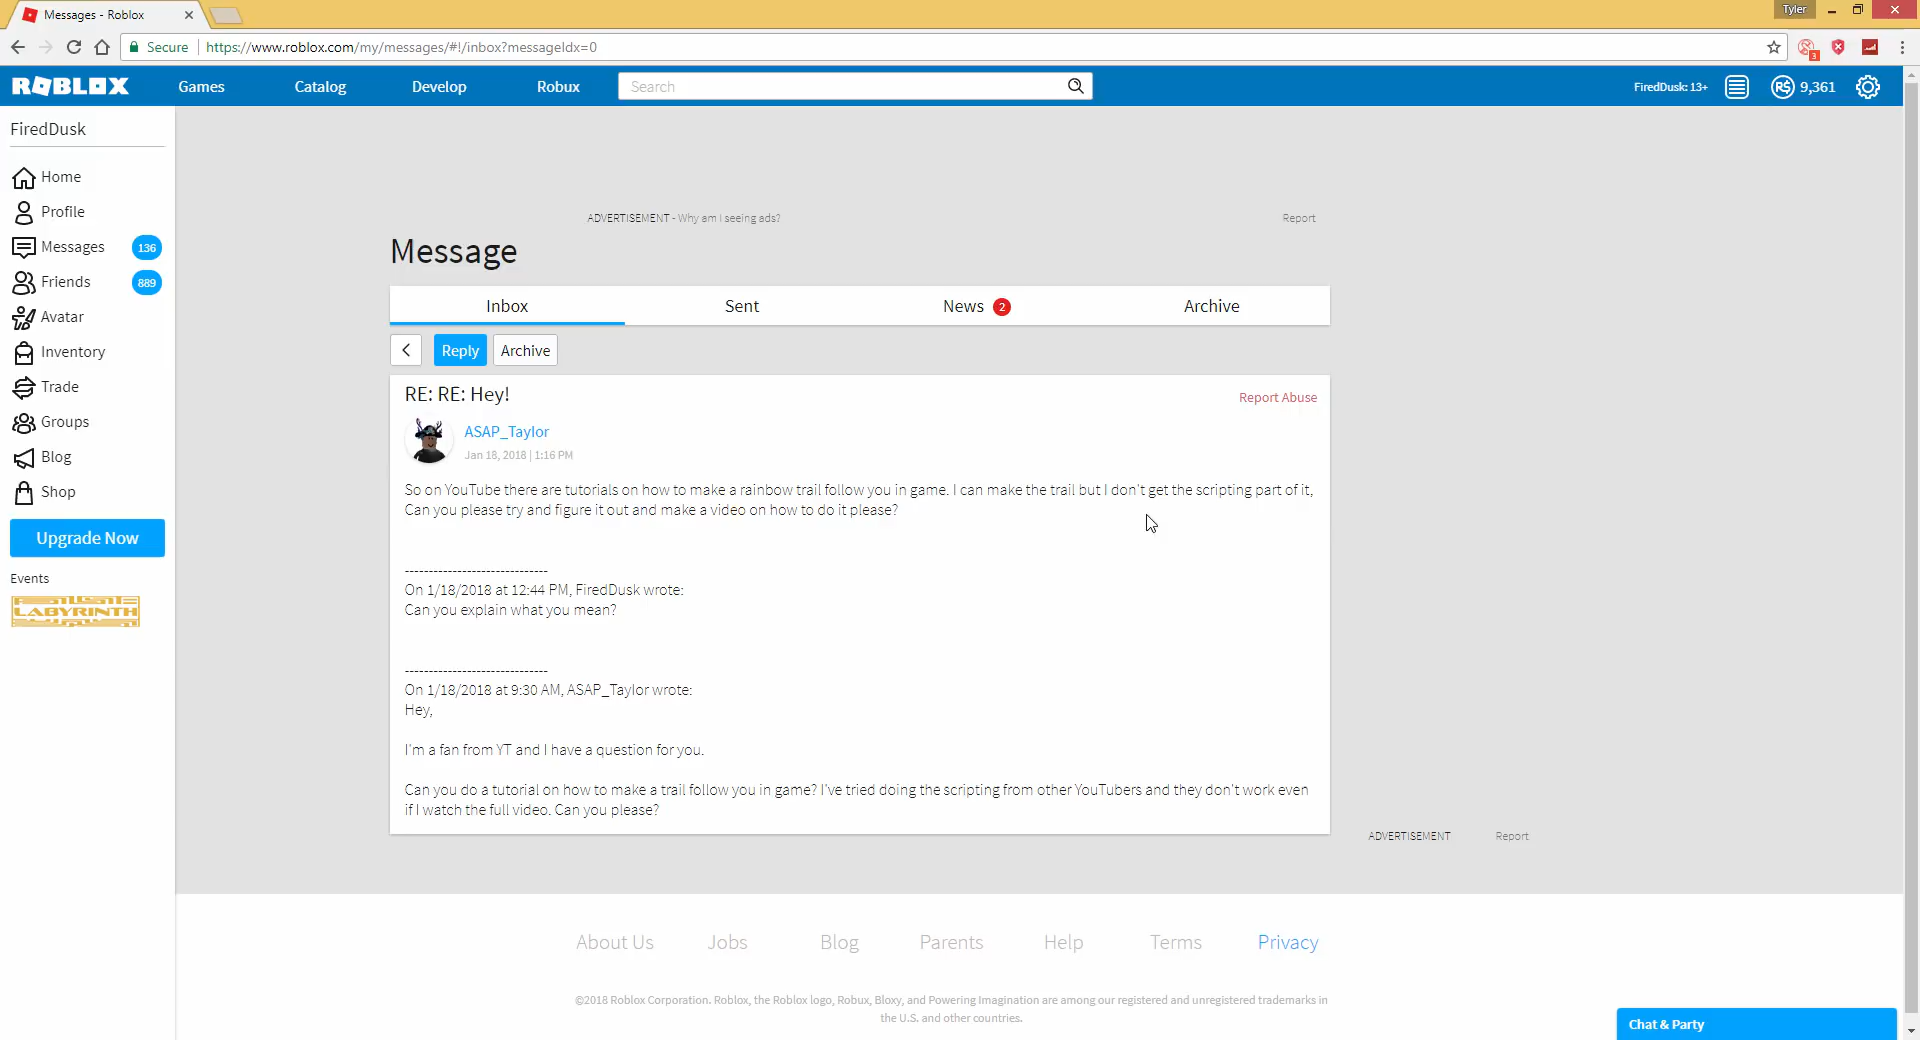 Messages - Roblox
Tyler
Secure https://www.roblox.com/my/messages/#!/inbox?messageIdx=0
3
ROBLOX Games Catalog Develop Robux Search FiredDusk: 13+ R$ 9,361
FiredDusk
Home
Profile
Messages 136
Friends 889
Avatar
Inventory
Trade
Groups
Blog
Shop
Upgrade Now
Events
LABYRINTH
ADVERTISEMENT - Why am I seeing ads? Report
Message
Inbox Sent News 2 Archive
Reply Archive
RE: RE: Hey!
Report Abuse
ASAP_Taylor
Jan 18, 2018 | 1:16 PM
So on YouTube there are tutorials on how to make a rainbow trail follow you in game. I can make the trail but I don't get the scripting part of it,
Can you please try and figure it out and make a video on how to do it please?
------------------------------
On 1/18/2018 at 12:44 PM, FiredDusk wrote:
Can you explain what you mean?
------------------------------
On 1/18/2018 at 9:30 AM, ASAP_Taylor wrote:
Hey,
I'm a fan from YT and I have a question for you.
Can you do a tutorial on how to make a trail follow you in game? I've tried doing the scripting from other YouTubers and they don't work even
if I watch the full video. Can you please?
ADVERTISEMENT Report
About Us Jobs Blog Parents Help Terms Privacy
©2018 Roblox Corporation. Roblox, the Roblox logo, Robux, Bloxy, and Powering Imagination are among our registered and unregistered trademarks in
the U.S. and other countries.
Chat & Party